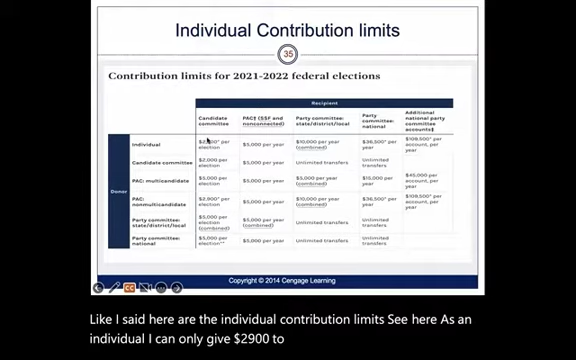 Individual Contribution limits
35
Contribution limits for 2021-2022 federal elections
Recipient
Candidate committee
PAC† (SSF and nonconnected)
Party committee: state/district/local
Party committee: national
Additional national party committee accounts‡
Donor
Individual
per election
$5,000 per year
$10,000 per year (combined)
$36,500* per year
$109,500* per account, per year
Candidate committee
$2,000 per election
$5,000 per year
Unlimited transfers
Unlimited transfers
PAC: multicandidate
$5,000 per election
$5,000 per year
$5,000 per year (combined)
$15,000 per year
$45,000 per account, per year
PAC: nonmulticandidate
$2,900* per election
$5,000 per year
$10,000 per year (combined)
$36,500* per year
$109,500* per account, per year
Party committee: state/district/local
$5,000 per election (combined)
$5,000 per year (combined)
Unlimited transfers
Unlimited transfers
Party committee: national
$5,000 per election**
$5,000 per year
Unlimited transfers
Unlimited transfers
Copyright © 2014 Cengage Learning
CC
Like I said here are the individual contribution limits See here As an
individual I can only give $2900 to